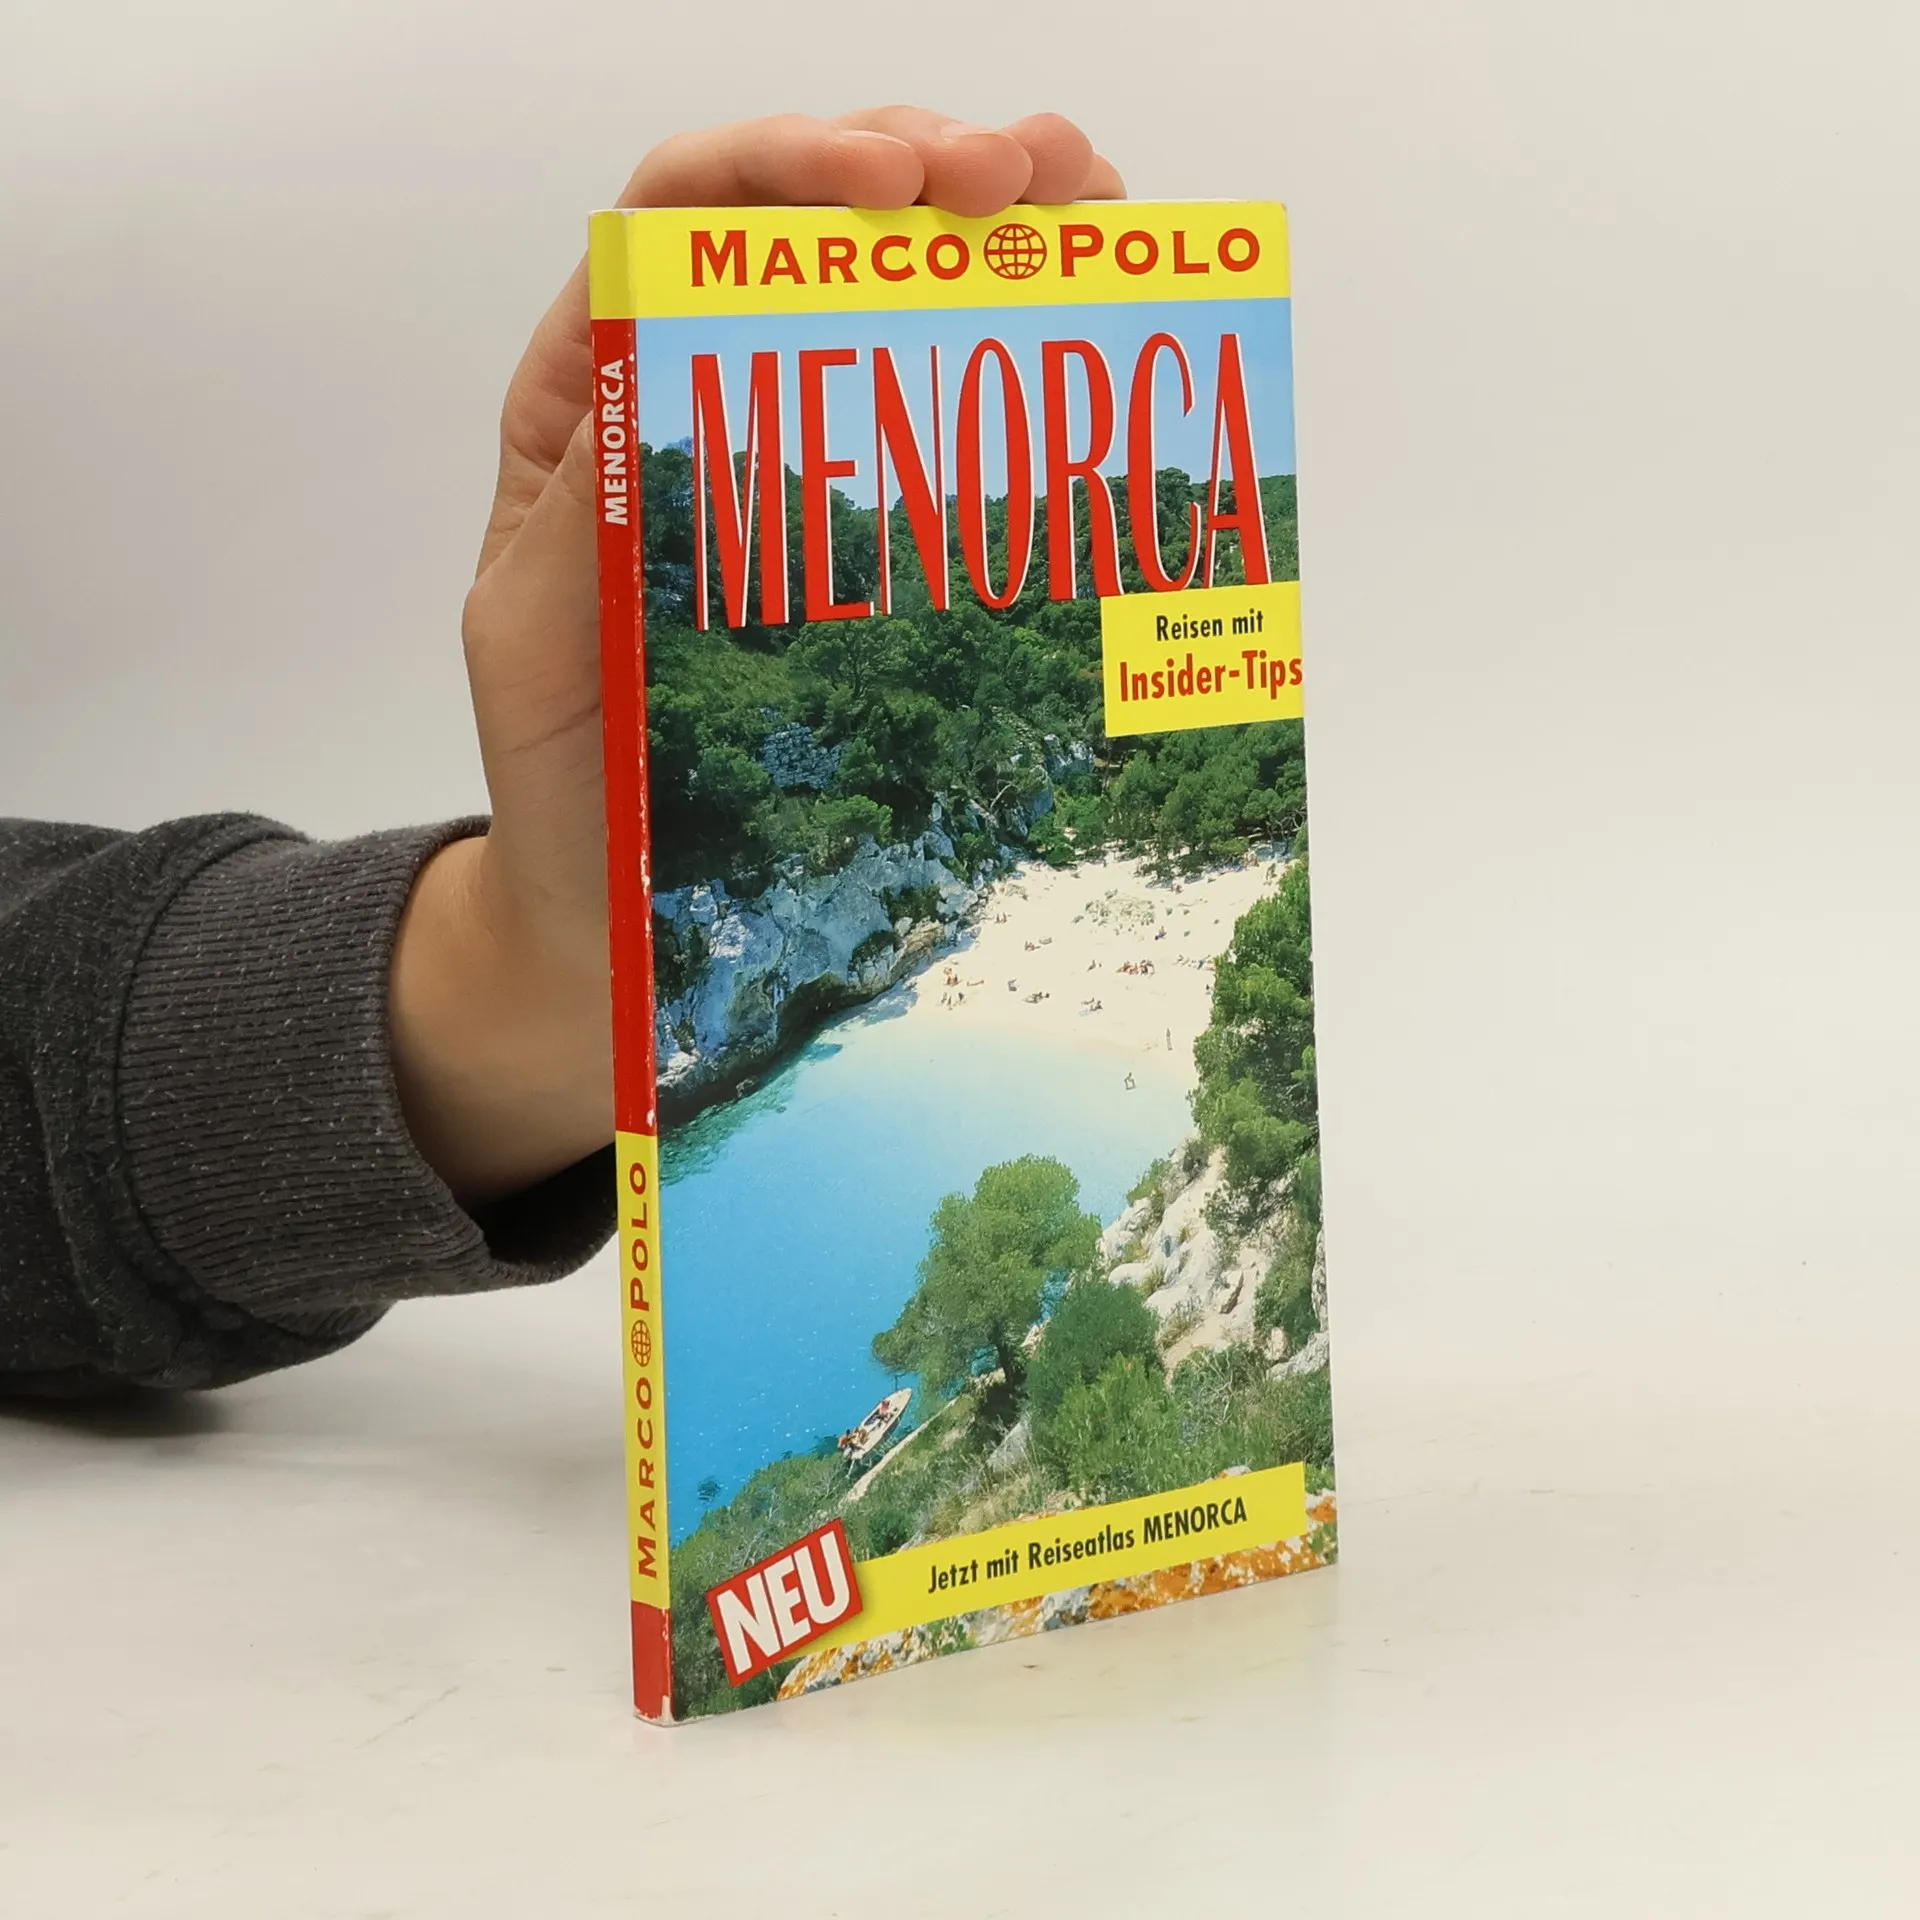 MARCO POLO
MENORCA
Reisen mit
Insider-Tips
NEU
Jetzt mit Reiseatlas MENORCA
MENORCA
MARCO POLO